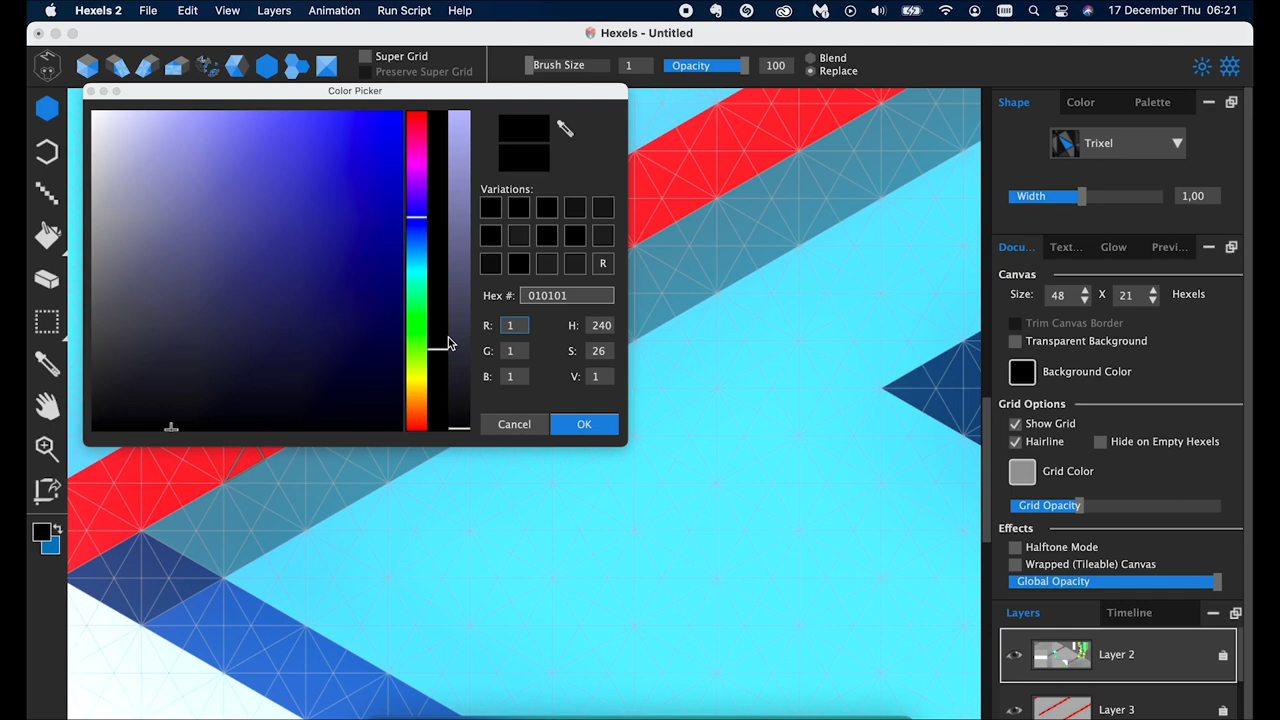 Hexels 2 File Edit View Layers Animation Run Script Help 17 December Thu 06:21
Hexels - Untitled
Super Grid
Preserve Super Grid
Brush Size 1 Opacity 100
Blend
Replace
Color Picker
Variations:
R
Hex #: 010101
R: 1 H: 240
G: 1 S: 26
B: 1 V: 1
Cancel OK
Shape Color Palette
Trixel
Width 1,00
Docu... Text... Glow Previ...
Canvas
Size: 48 X 21 Hexels
Trim Canvas Border
Transparent Background
Background Color
Grid Options
Show Grid
Hairline Hide on Empty Hexels
Grid Color
Grid Opacity
Effects
Halftone Mode
Wrapped (Tileable) Canvas
Global Opacity
Layers Timeline
Layer 2
Layer 3